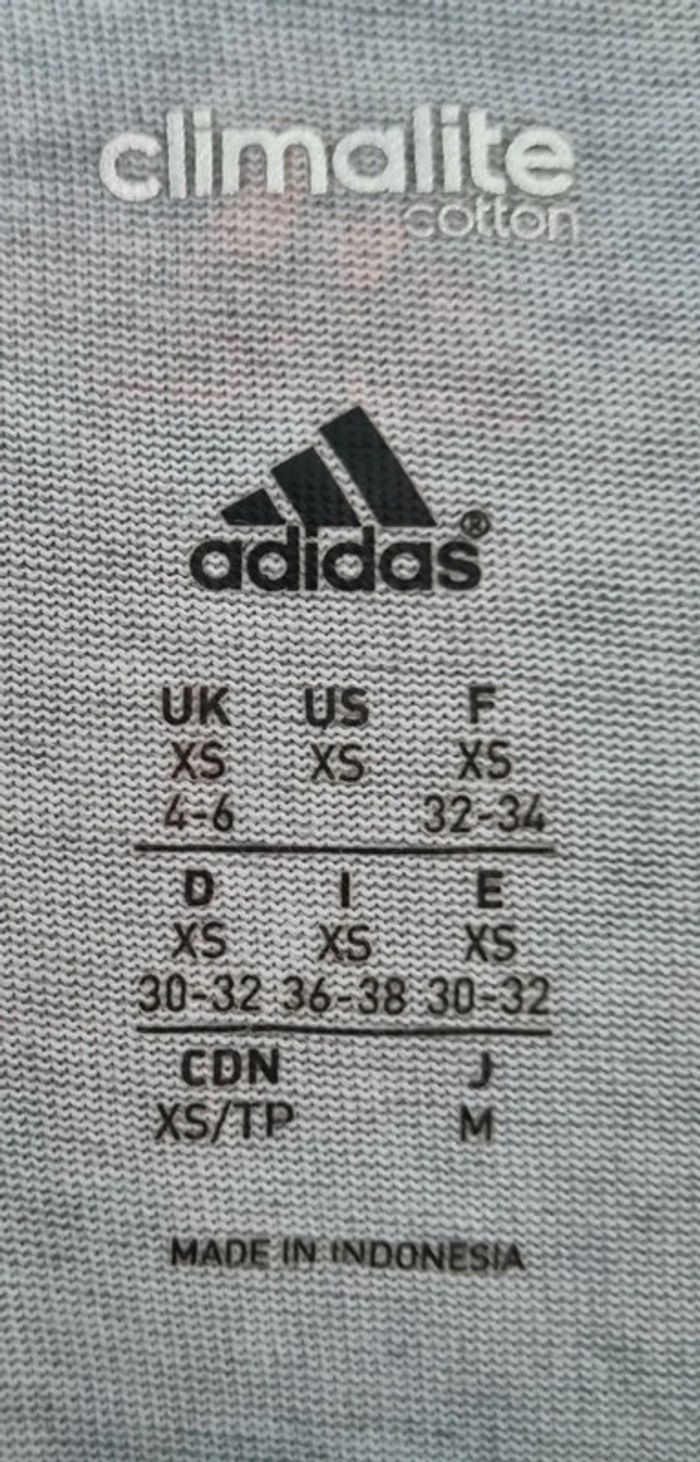 climalite
cotton
adidas®
UK US F
XS XS XS
4-6 32-34
D I E
XS XS XS
30-32 36-38 30-32
CDN J
XS/TP M
MADE IN INDONESIA